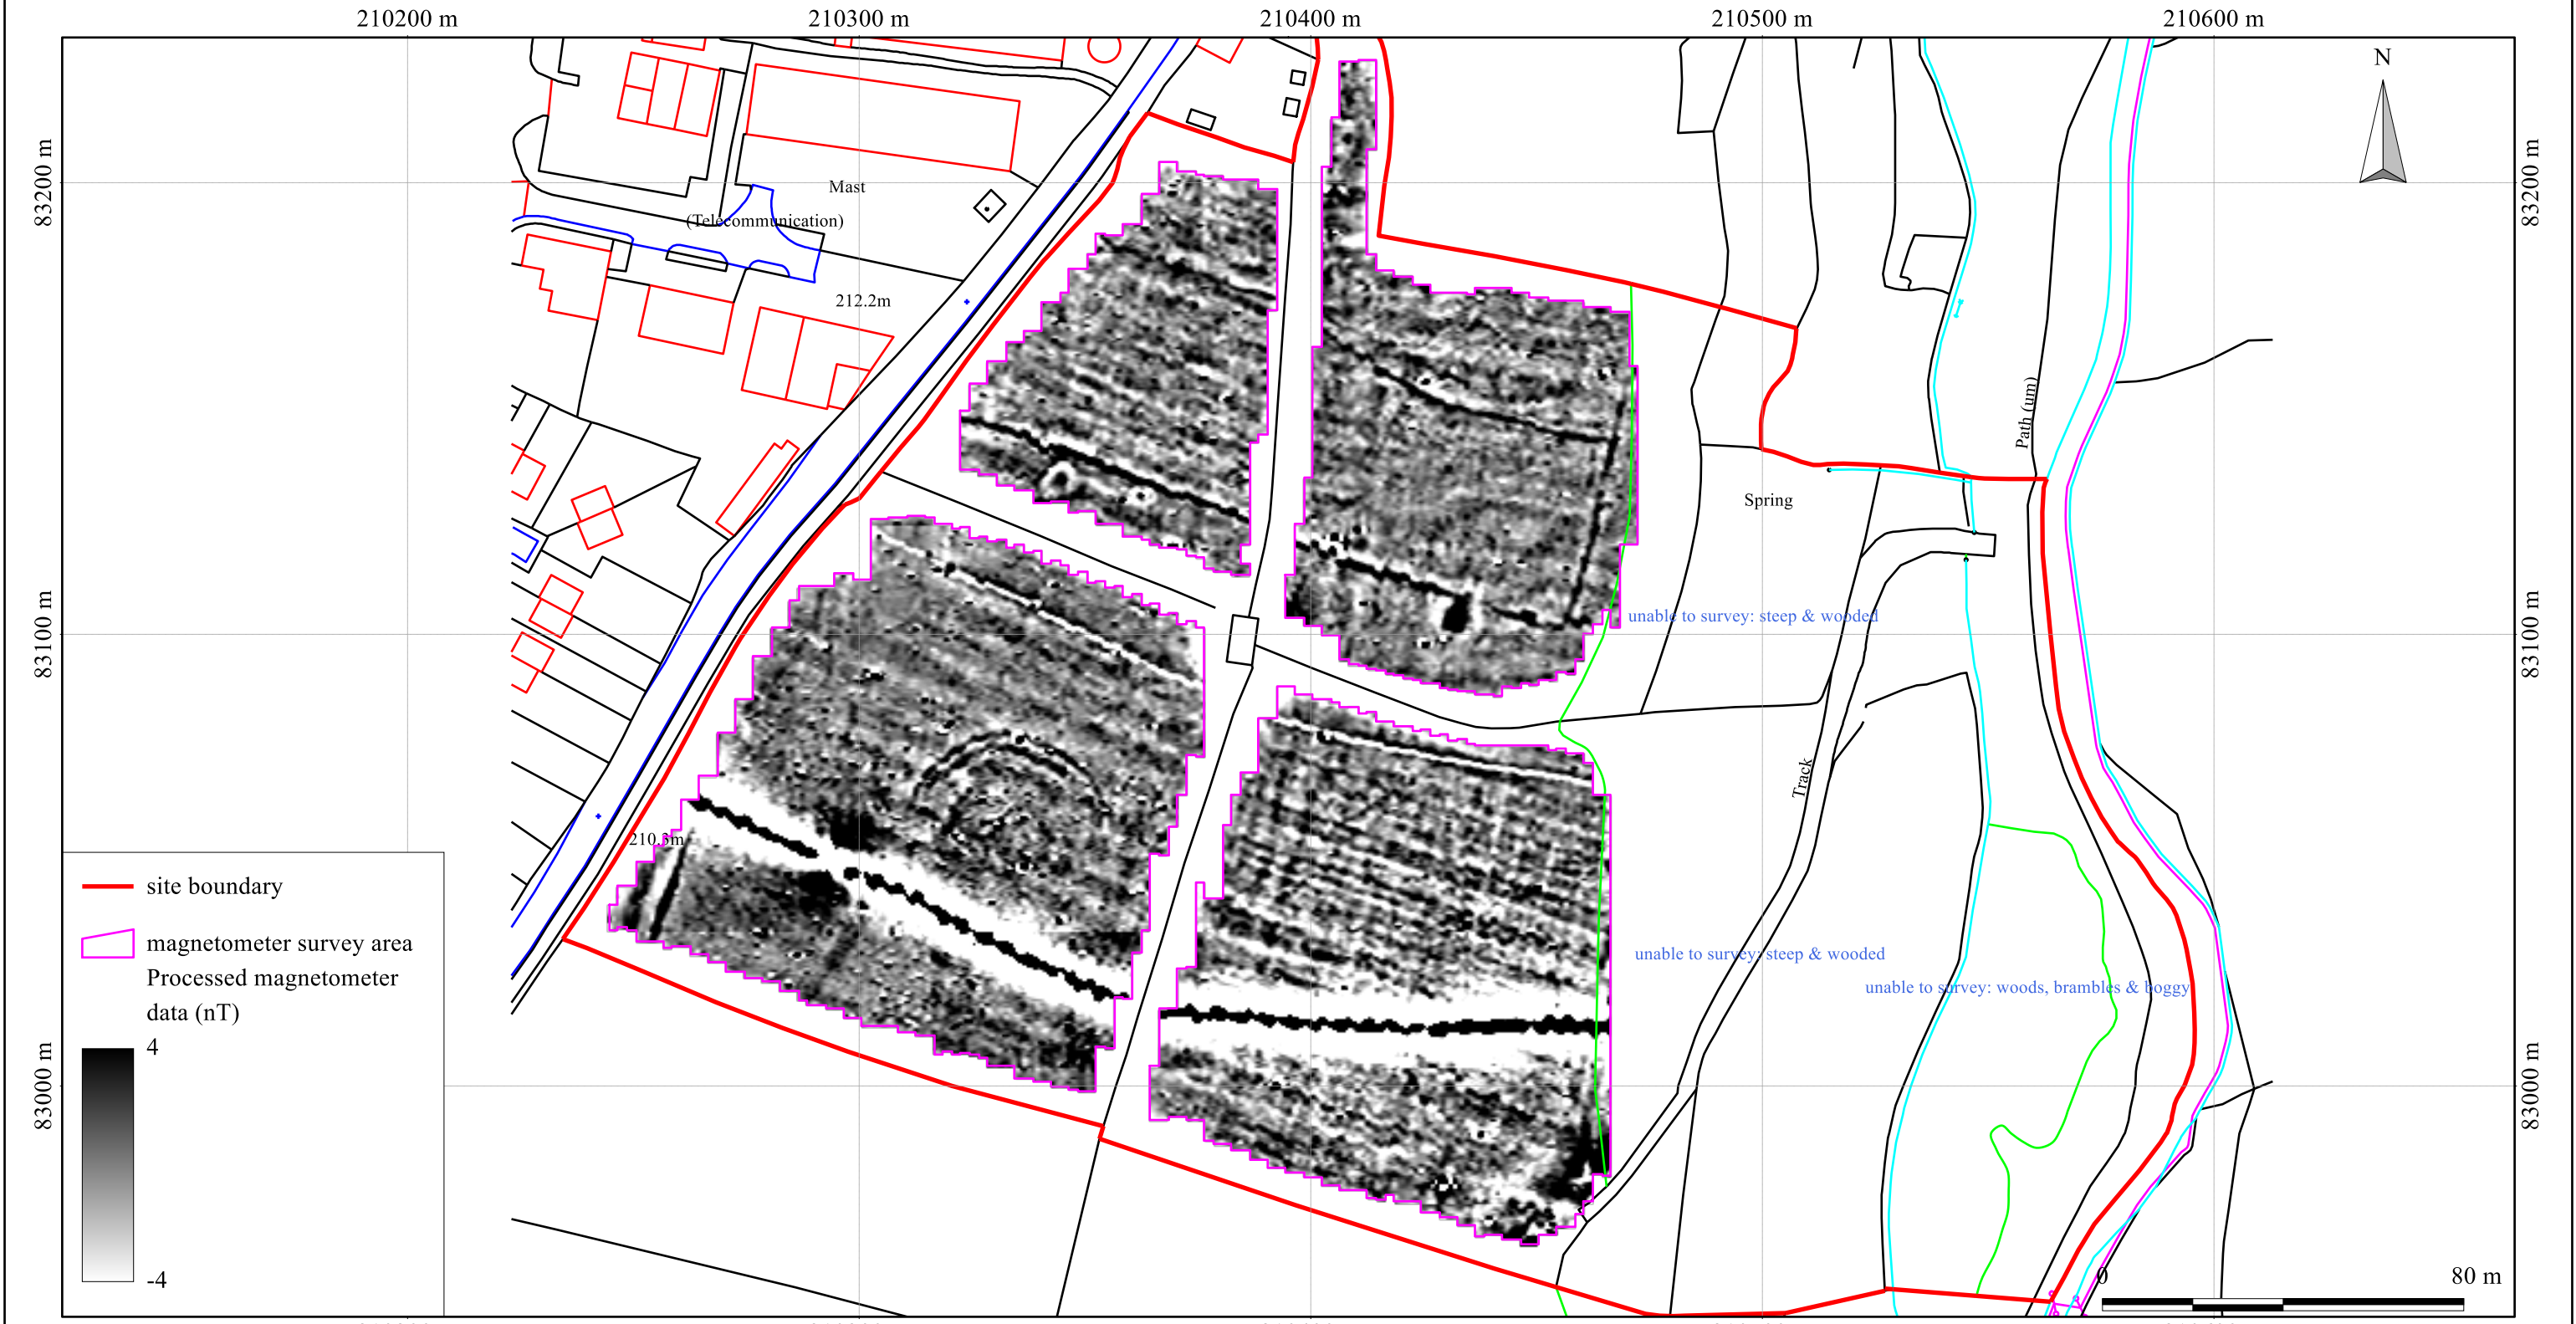 210200 m
210300 m
210400 m
210500 m
210600 m
N
83200 m
83200 m
Mast
(Telecommunication)
212.2m
Path (um)
Spring
83100 m
unable to survey: steep & wooded
83100 m
Track
210.3m
site boundary
magnetometer survey area
Processed magnetometer
data (nT)
4
-4
unable to survey: steep & wooded
unable to survey: woods, brambles & boggy
83000 m
83000 m
0
80 m